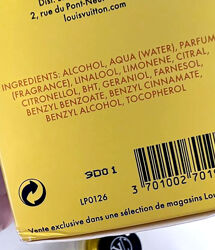 2, rue du Pont-Neuf
louisvuitton.com
INGREDIENTS: ALCOHOL, AQUA (WATER), PARFUM
(FRAGRANCE), LINALOOL, LIMONENE, CITRAL,
CITRONELLOL, BHT, GERANIOL, FARNESOL,
BENZYL BENZOATE, BENZYL CINNAMATE,
BENZYL ALCOHOL, TOCOPHEROL
9D01
LP0126
3 701002 701
Vente exclusive dans une sélection de magasins Loui